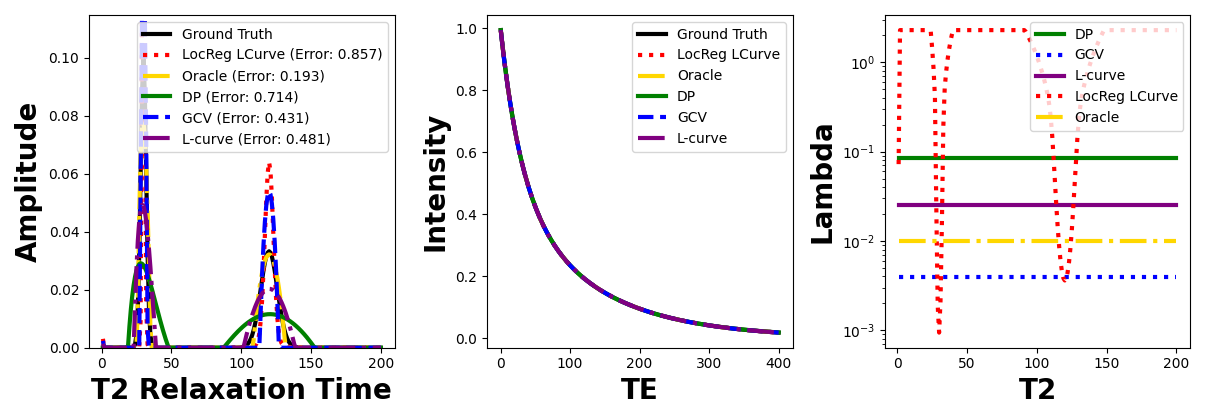 Amplitude
0.10
0.08
0.06
0.04
0.02
0.00
Ground Truth
LocReg LCurve (Error: 0.857)
Oracle (Error: 0.193)
DP (Error: 0.714)
GCV (Error: 0.431)
L-curve (Error: 0.481)
0 50 100 150 200
T2 Relaxation Time
Intensity
1.0
0.8
0.6
0.4
0.2
0.0
Ground Truth
LocReg LCurve
Oracle
DP
GCV
L-curve
0 100 200 300 400
TE
Lambda
10⁰
10⁻¹
10⁻²
10⁻³
DP
GCV
L-curve
LocReg LCurve
Oracle
0 50 100 150 200
T2